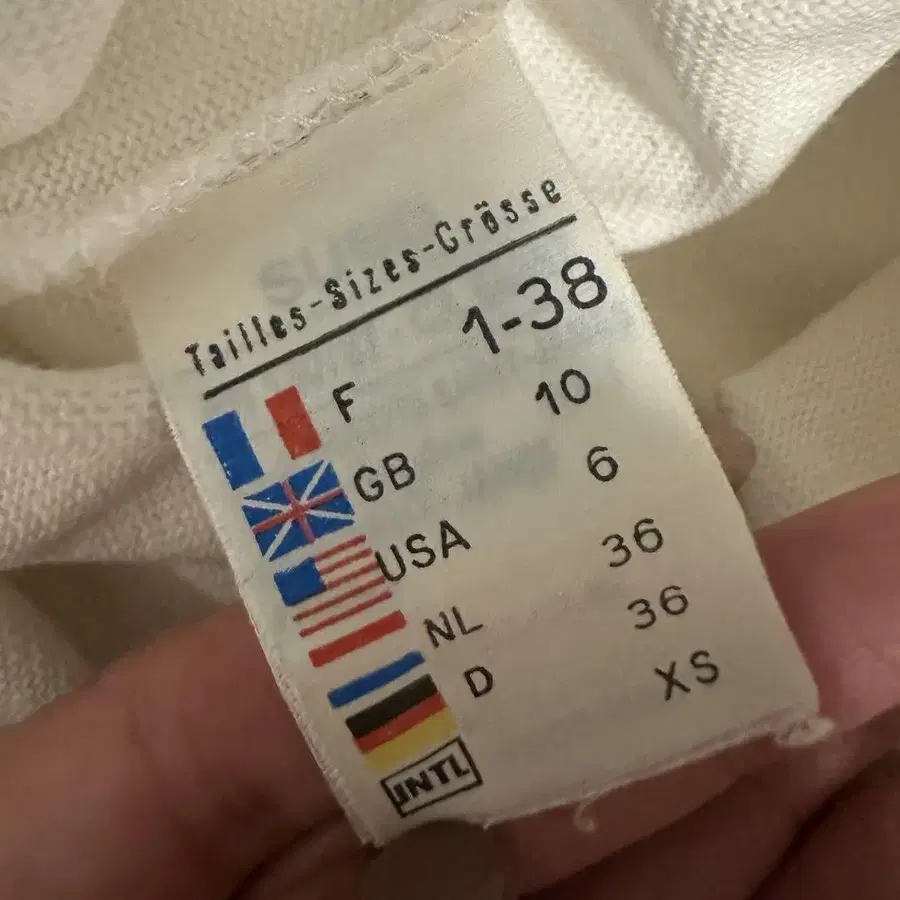 Tailles-Sizes-Grösse
F 1-38
GB 10
USA 6
NL 36
D 36
INTL XS